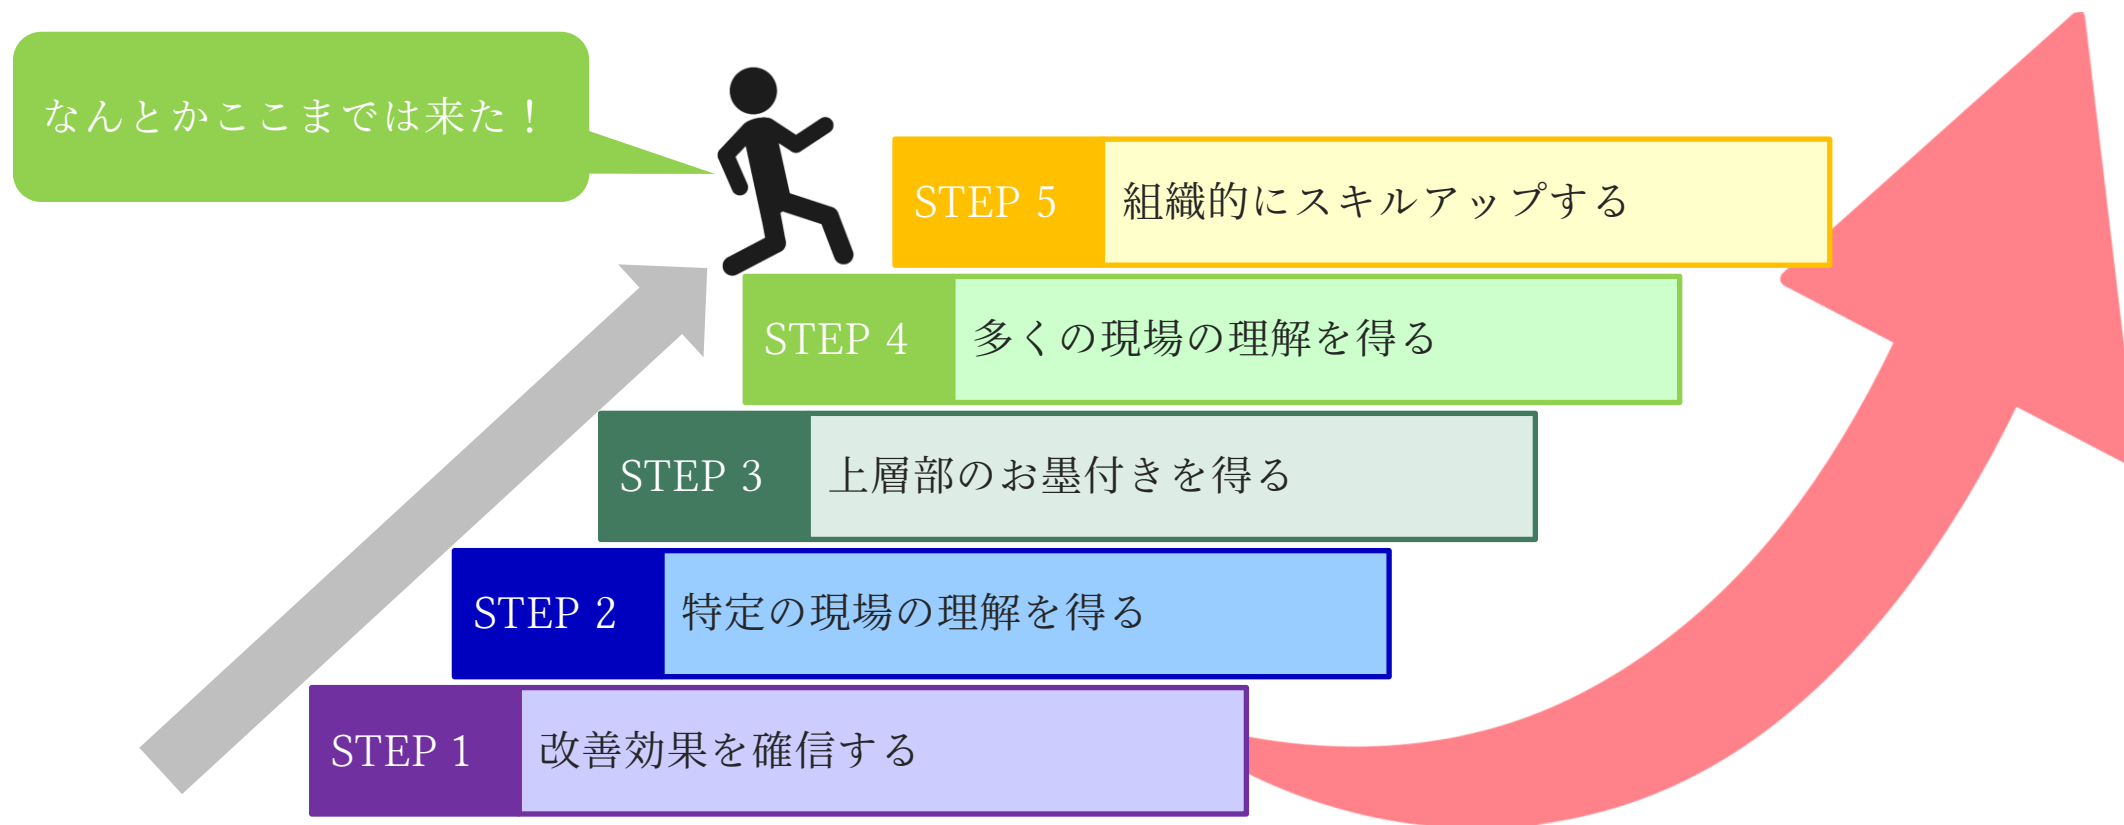 なんとかここまでは来た！
STEP 5 組織的にスキルアップする
STEP 4 多くの現場の理解を得る
STEP 3 上層部のお墨付きを得る
STEP 2 特定の現場の理解を得る
STEP 1 改善効果を確信する